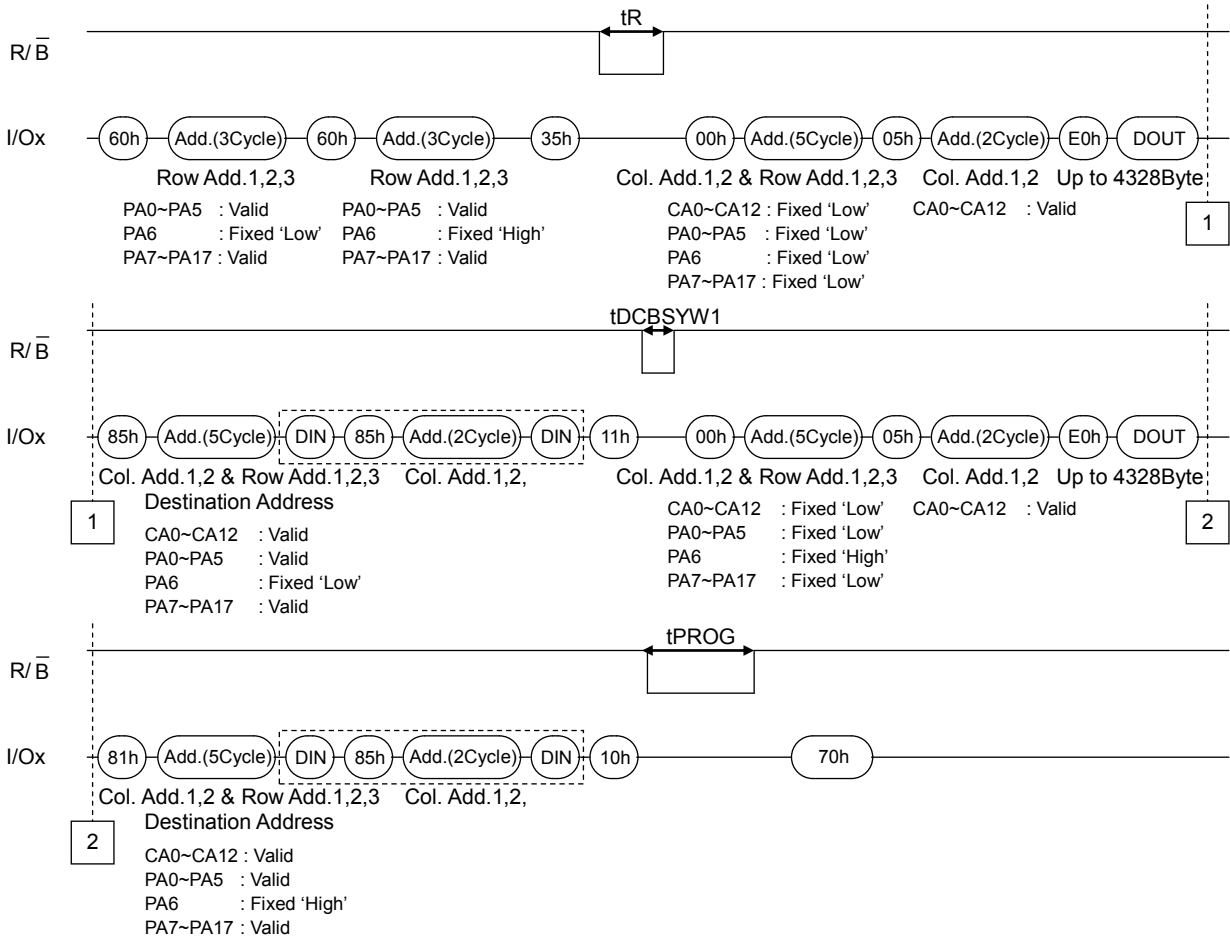 tR
R/B̅
I/Ox 60h Add.(3Cycle) 60h Add.(3Cycle) 35h 00h Add.(5Cycle) 05h Add.(2Cycle) E0h DOUT
Row Add.1,2,3 Row Add.1,2,3 Col. Add.1,2 & Row Add.1,2,3 Col. Add.1,2 Up to 4328Byte
PA0~PA5 : Valid PA0~PA5 : Valid CA0~CA12 : Fixed ‘Low’ CA0~CA12 : Valid
PA6 : Fixed ‘Low’ PA6 : Fixed ‘High’ PA0~PA5 : Fixed ‘Low’
PA7~PA17 : Valid PA7~PA17 : Valid PA6 : Fixed ‘Low’
PA7~PA17 : Fixed ‘Low’
1
tDCBSYW1
R/B̅
I/Ox 85h Add.(5Cycle) DIN 85h Add.(2Cycle) DIN 11h 00h Add.(5Cycle) 05h Add.(2Cycle) E0h DOUT
Col. Add.1,2 & Row Add.1,2,3 Col. Add.1,2, Col. Add.1,2 & Row Add.1,2,3 Col. Add.1,2 Up to 4328Byte
1 Destination Address
CA0~CA12 : Valid CA0~CA12 : Fixed ‘Low’ CA0~CA12 : Valid
PA0~PA5 : Valid PA0~PA5 : Fixed ‘Low’
PA6 : Fixed ‘Low’ PA6 : Fixed ‘High’
PA7~PA17 : Valid PA7~PA17 : Fixed ‘Low’
2
tPROG
R/B̅
I/Ox 81h Add.(5Cycle) DIN 85h Add.(2Cycle) DIN 10h 70h
Col. Add.1,2 & Row Add.1,2,3 Col. Add.1,2,
2 Destination Address
CA0~CA12 : Valid
PA0~PA5 : Valid
PA6 : Fixed ‘High’
PA7~PA17 : Valid